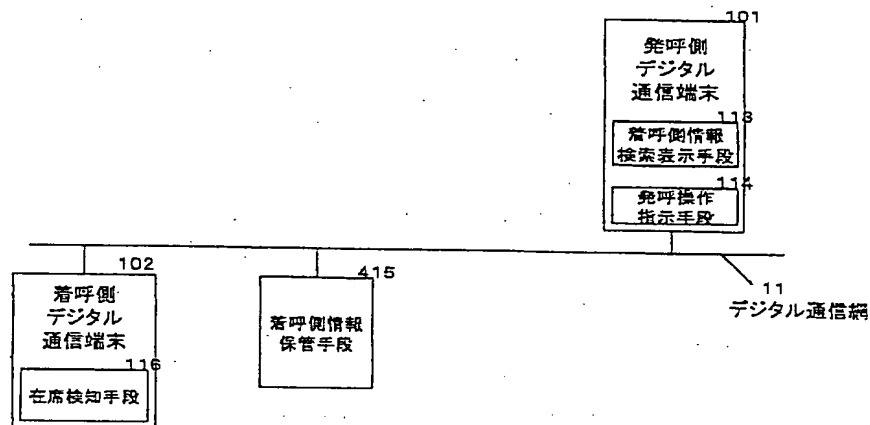 101
発呼側
デジタル
通信端末
113
着呼側情報
検索表示手段
114
発呼操作
指示手段
102
着呼側
デジタル
通信端末
116
在席検知手段
415
着呼側情報
保管手段
11
デジタル通信網